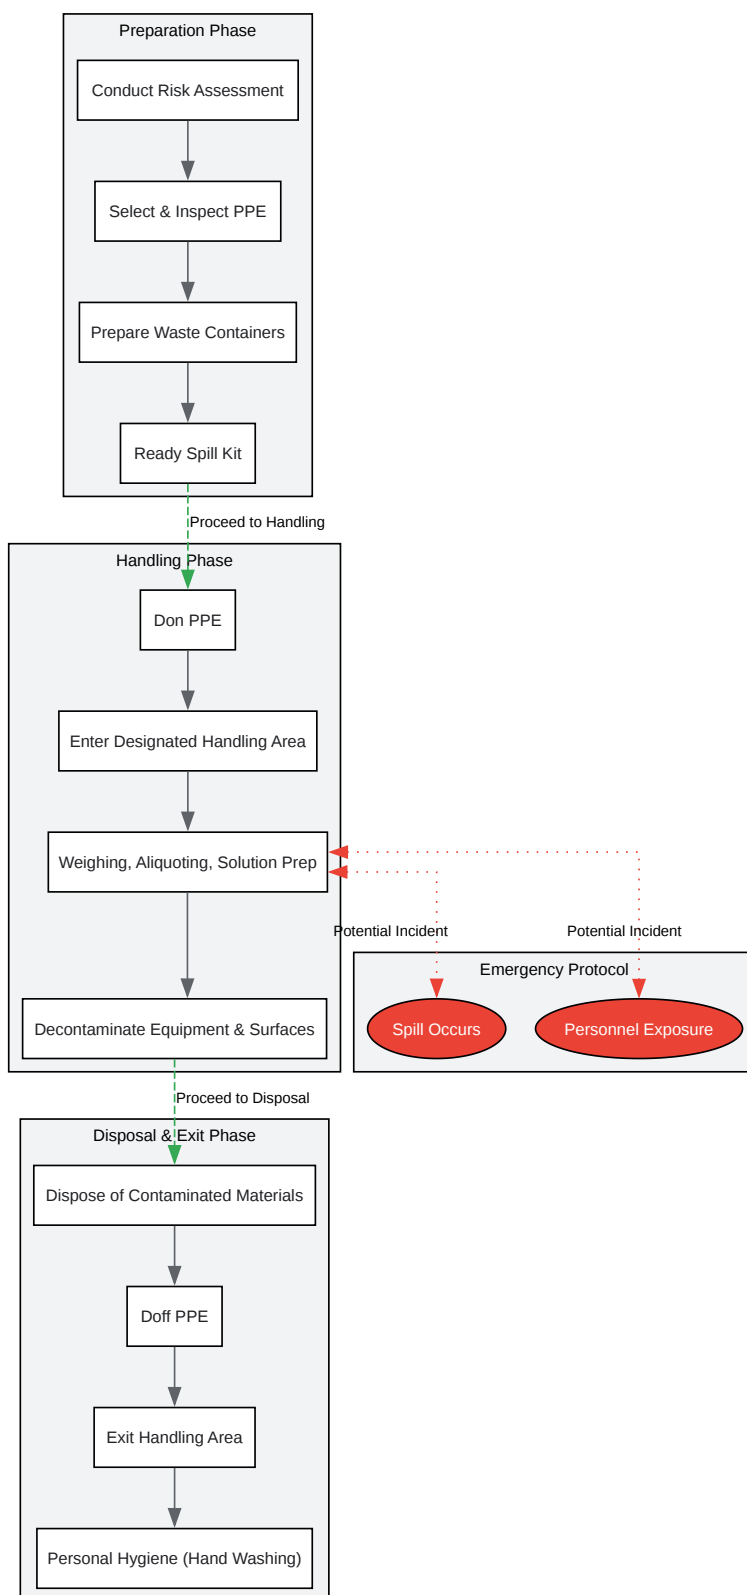 Preparation Phase
Conduct Risk Assessment
Select & Inspect PPE
Prepare Waste Containers
Ready Spill Kit
Proceed to Handling
Handling Phase
Don PPE
Enter Designated Handling Area
Weighing, Aliquoting, Solution Prep
Potential Incident
Potential Incident
Emergency Protocol
Spill Occurs
Personnel Exposure
Decontaminate Equipment & Surfaces
Proceed to Disposal
Disposal & Exit Phase
Dispose of Contaminated Materials
Doff PPE
Exit Handling Area
Personal Hygiene (Hand Washing)